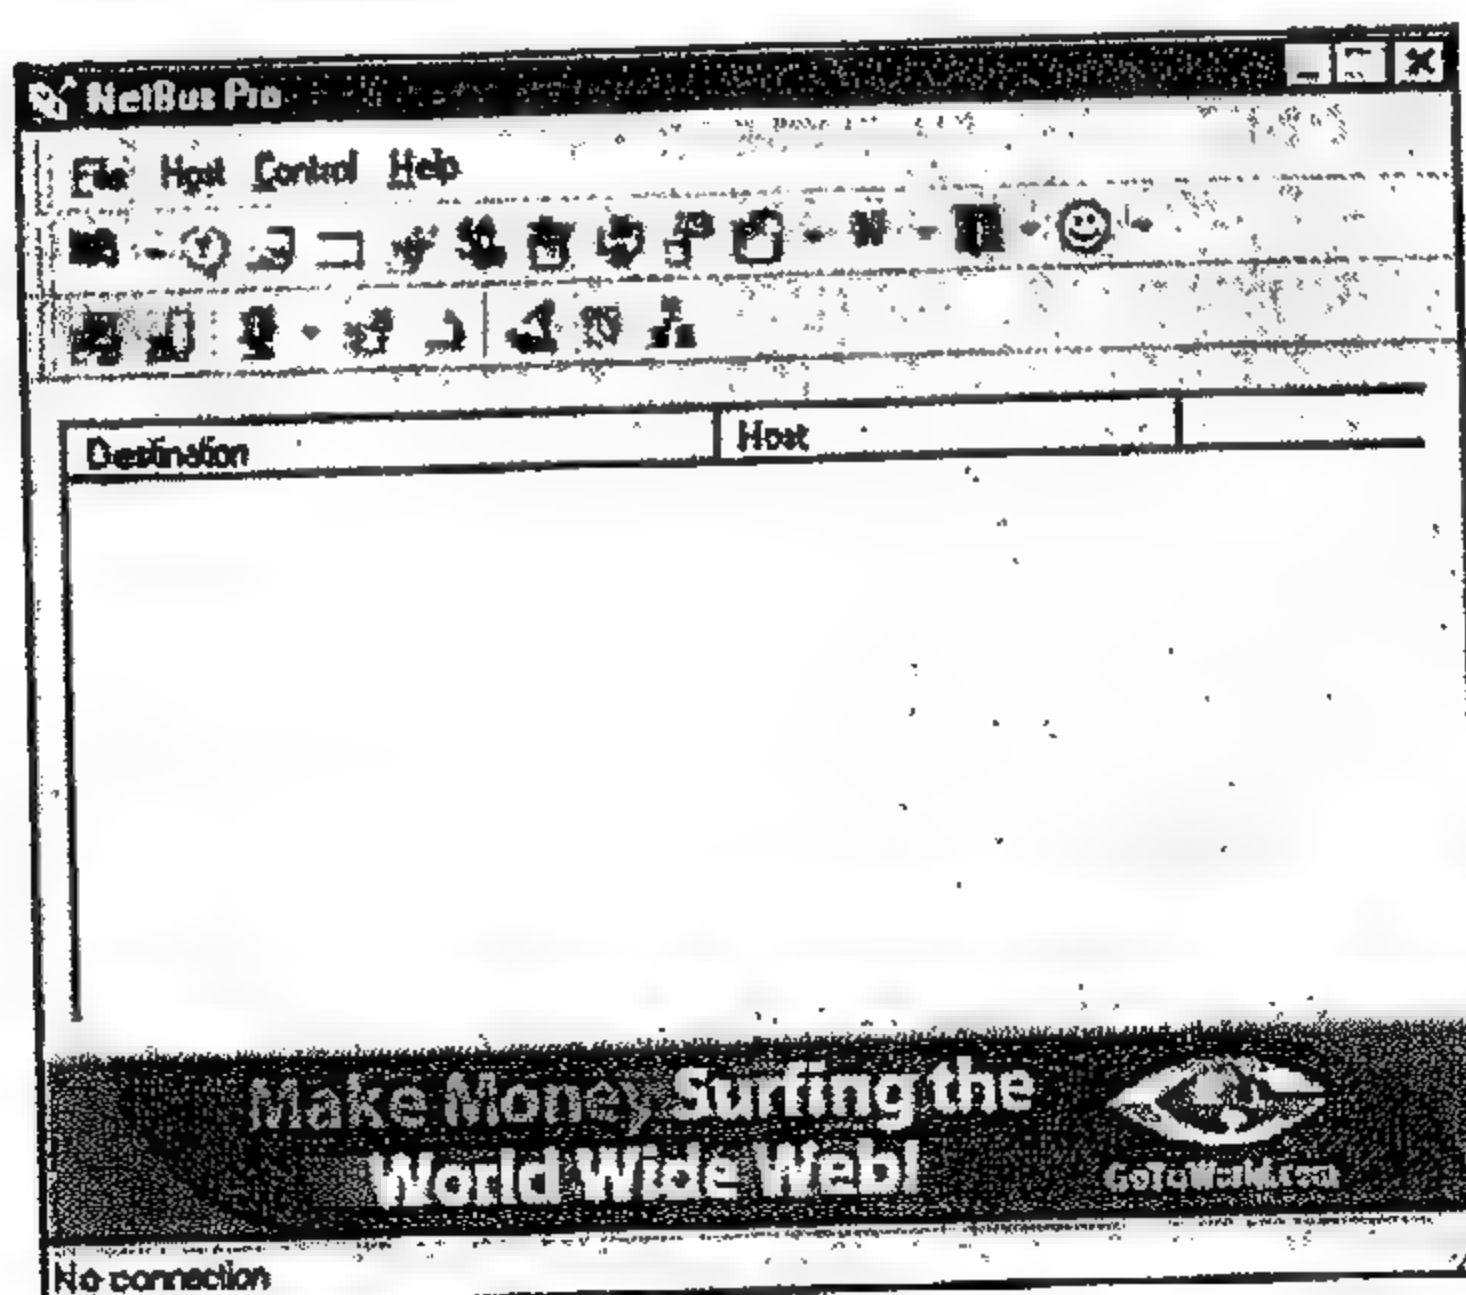 NetBus Pro
File Host Control Help
Destination Host
Make Money Surfing the
World Wide Web!
GoToWorld.com
No connection